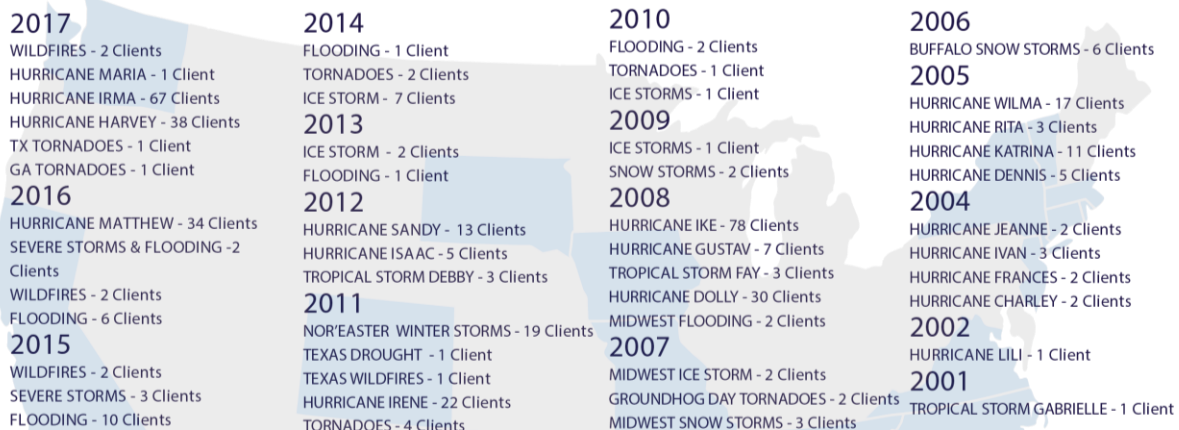 2017
WILDFIRES - 2 Clients
HURRICANE MARIA - 1 Client
HURRICANE IRMA - 67 Clients
HURRICANE HARVEY - 38 Clients
TX TORNADOES - 1 Client
GA TORNADOES - 1 Client
2016
HURRICANE MATTHEW - 34 Clients
SEVERE STORMS & FLOODING -2
Clients
WILDFIRES - 2 Clients
FLOODING - 6 Clients
2015
WILDFIRES - 2 Clients
SEVERE STORMS - 3 Clients
FLOODING - 10 Clients
2014
FLOODING - 1 Client
TORNADOES - 2 Clients
ICE STORM - 7 Clients
2013
ICE STORM - 2 Clients
FLOODING - 1 Client
2012
HURRICANE SANDY - 13 Clients
HURRICANE ISAAC - 5 Clients
TROPICAL STORM DEBBY - 3 Clients
2011
NOR'EASTER WINTER STORMS - 19 Clients
TEXAS DROUGHT - 1 Client
TEXAS WILDFIRES - 1 Client
HURRICANE IRENE - 22 Clients
TORNADOES - 4 Clients
2010
FLOODING - 2 Clients
TORNADOES - 1 Client
ICE STORMS - 1 Client
2009
ICE STORMS - 1 Client
SNOW STORMS - 2 Clients
2008
HURRICANE IKE - 78 Clients
HURRICANE GUSTAV - 7 Clients
TROPICAL STORM FAY - 3 Clients
HURRICANE DOLLY - 30 Clients
MIDWEST FLOODING - 2 Clients
2007
MIDWEST ICE STORM - 2 Clients
GROUNDHOG DAY TORNADOES - 2 Clients
MIDWEST SNOW STORMS - 3 Clients
2006
BUFFALO SNOW STORMS - 6 Clients
2005
HURRICANE WILMA - 17 Clients
HURRICANE RITA - 3 Clients
HURRICANE KATRINA - 11 Clients
HURRICANE DENNIS - 5 Clients
2004
HURRICANE JEANNE - 2 Clients
HURRICANE IVAN - 3 Clients
HURRICANE FRANCES - 2 Clients
HURRICANE CHARLEY - 2 Clients
2002
HURRICANE LILI - 1 Client
2001
TROPICAL STORM GABRIELLE - 1 Client